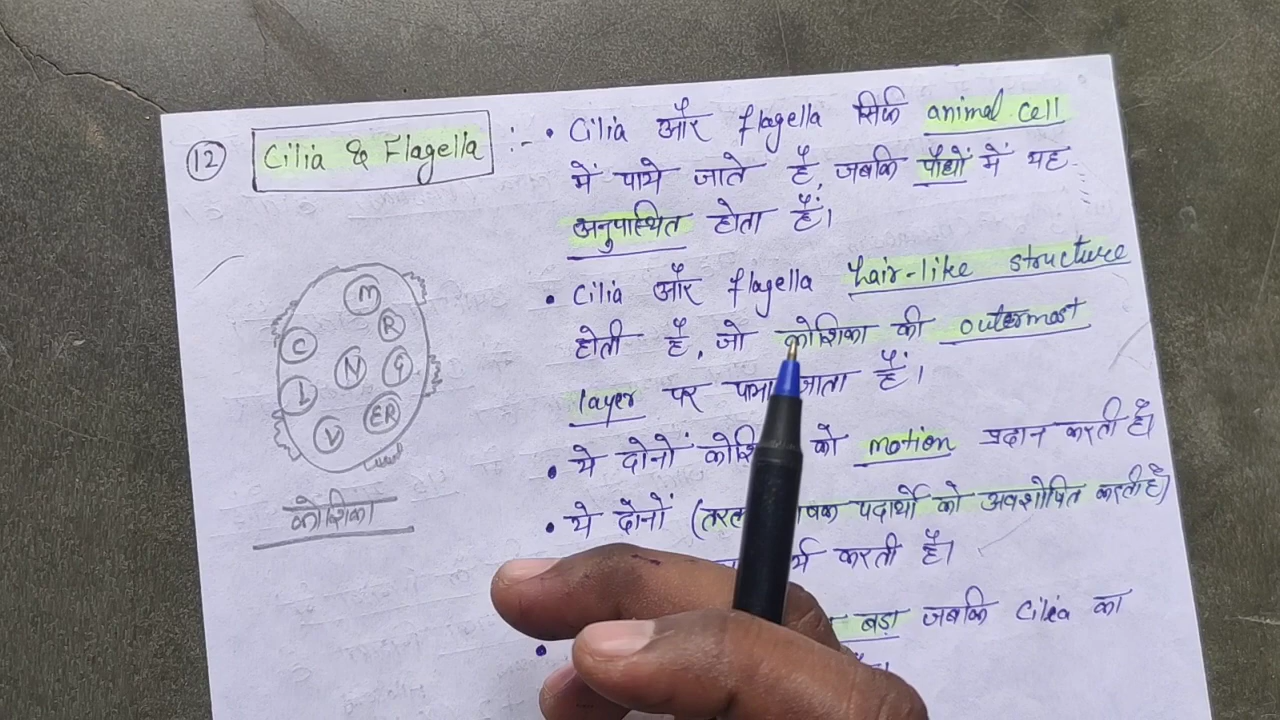 12 Cilia & Flagella :- • Cilia और flagella सिर्फ animal cell
में पाये जाते है, जबकि पौधों में यह
अनुपास्थित होता हैं।
• Cilia और flagella hair-like structure
होती है, जो कोशिका की outermost
layer पर पाया जाता हैं।
• ये दोनों को को motion प्रदान करती है।
• ये दोनों (तरल पदार्थो को अवशोषित करती है)
करती है।
• बड़ा जबकि Cilia का
M
R
C
N
G
L
ER
V
कोशिका